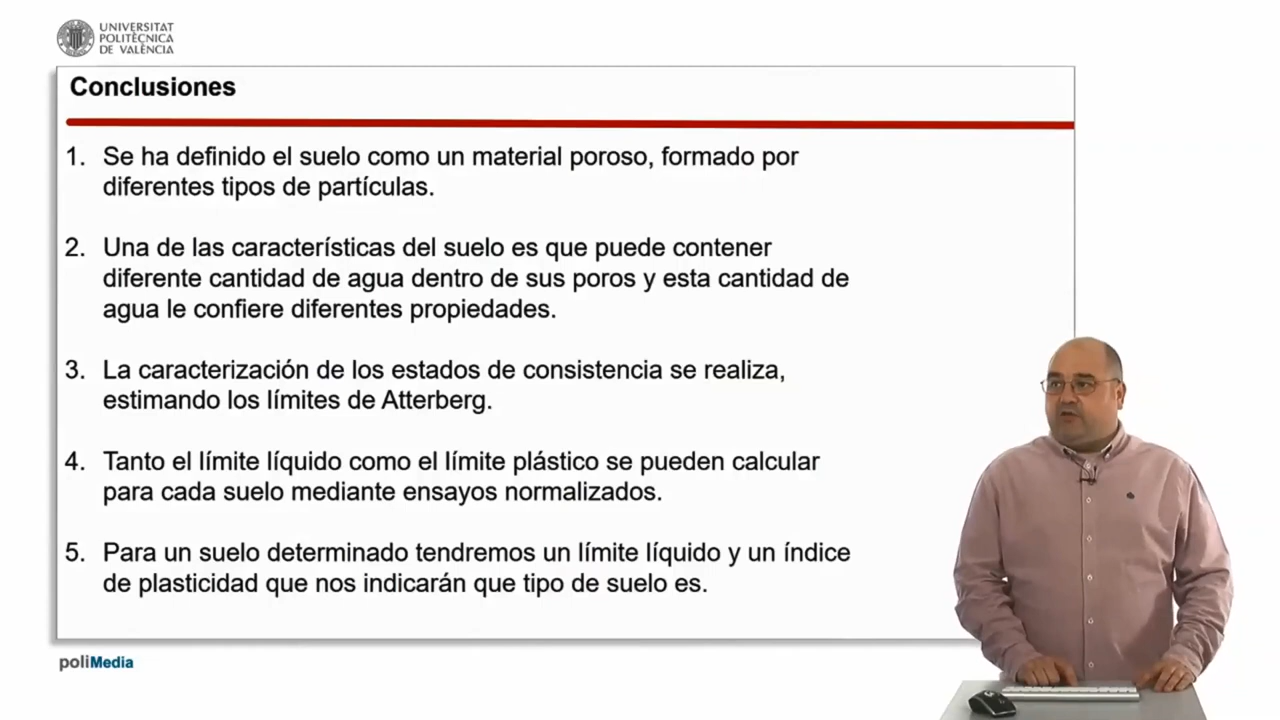 UNIVERSITAT
POLITÈCNICA
DE VALÈNCIA
Conclusiones
1. Se ha definido el suelo como un material poroso, formado por
diferentes tipos de partículas.
2. Una de las características del suelo es que puede contener
diferente cantidad de agua dentro de sus poros y esta cantidad de
agua le confiere diferentes propiedades.
3. La caracterización de los estados de consistencia se realiza,
estimando los límites de Atterberg.
4. Tanto el límite líquido como el límite plástico se pueden calcular
para cada suelo mediante ensayos normalizados.
5. Para un suelo determinado tendremos un límite líquido y un índice
de plasticidad que nos indicarán que tipo de suelo es.
poliMedia